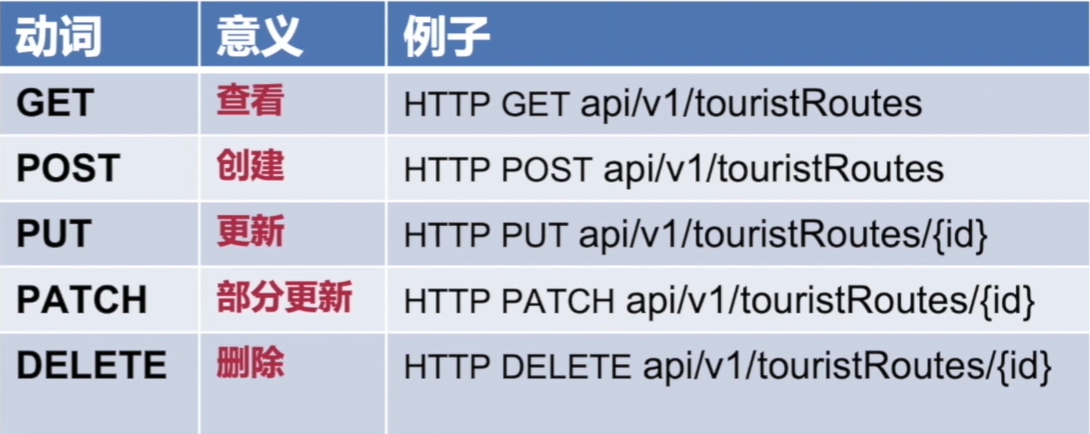 动词 意义 例子
GET 查看 HTTP GET api/v1/touristRoutes
POST 创建 HTTP POST api/v1/touristRoutes
PUT 更新 HTTP PUT api/v1/touristRoutes/{id}
PATCH 部分更新 HTTP PATCH api/v1/touristRoutes/{id}
DELETE 删除 HTTP DELETE api/v1/touristRoutes/{id}